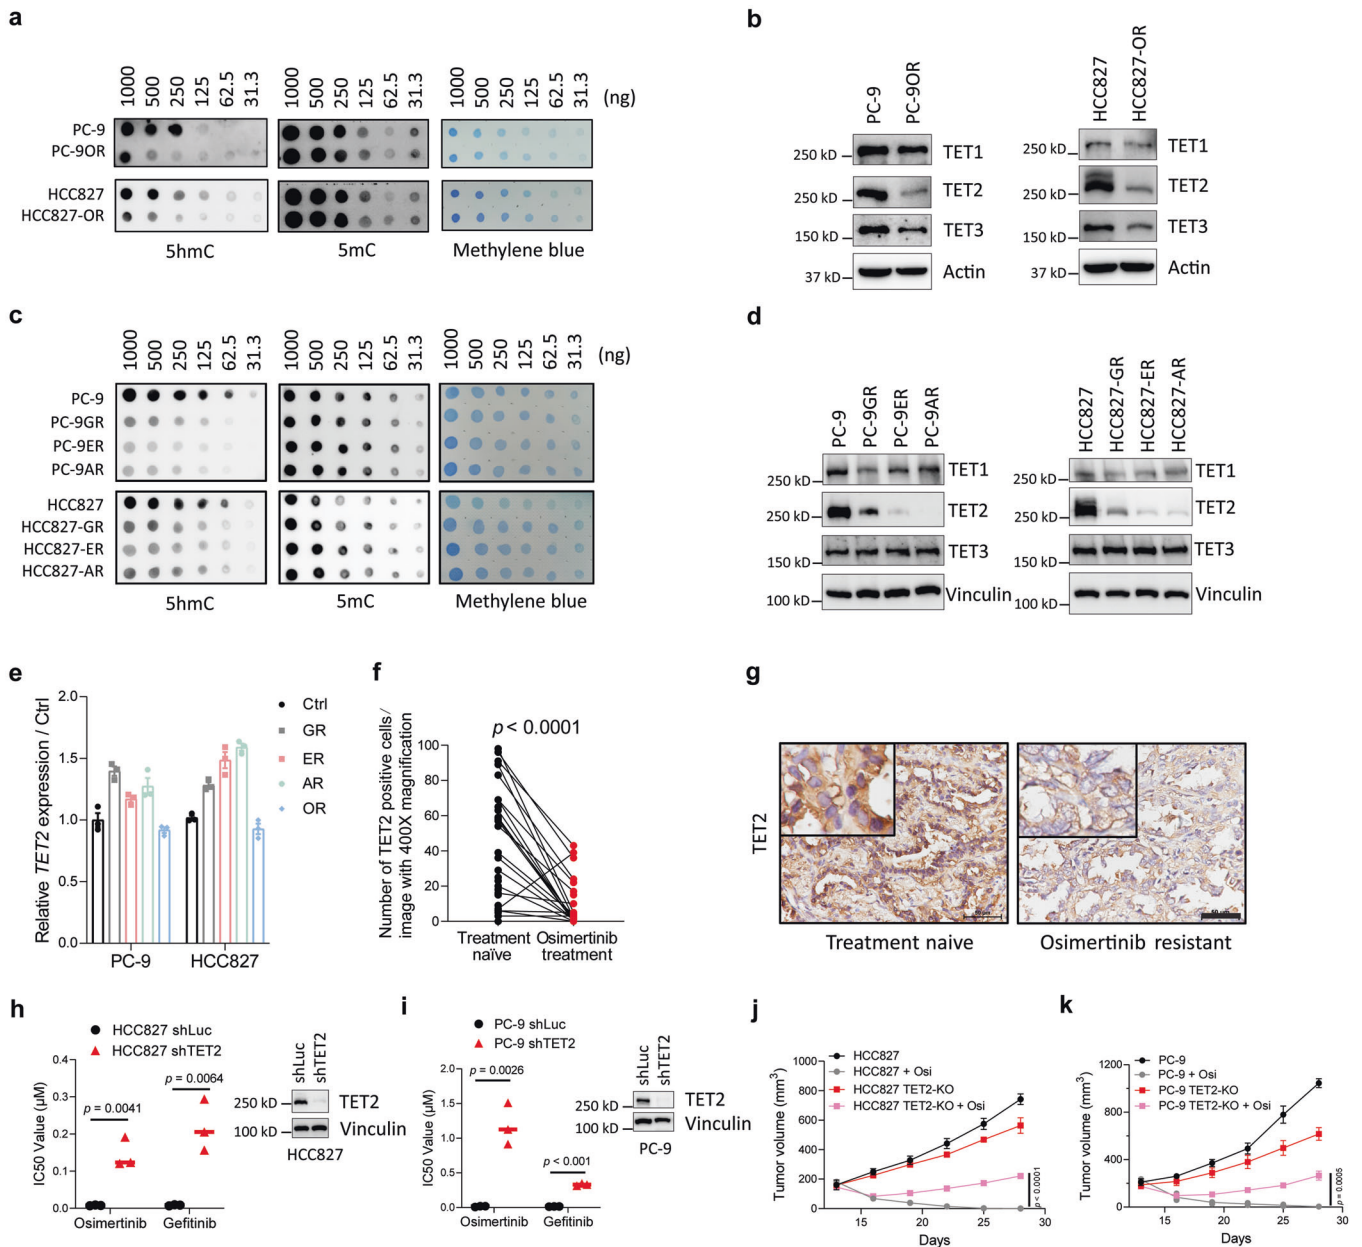 a
1000 500 250 125 62.5 31.3 (ng)
PC-9
PC-9OR
HCC827
HCC827-OR
5hmC
1000 500 250 125 62.5 31.3
5mC
1000 500 250 125 62.5 31.3
Methylene blue
b
PC-9 PC-9OR
250 kD TET1
250 kD TET2
150 kD TET3
37 kD Actin
HCC827 HCC827-OR
250 kD TET1
250 kD TET2
150 kD TET3
37 kD Actin
c
1000 500 250 125 62.5 31.3 (ng)
PC-9
PC-9GR
PC-9ER
PC-9AR
HCC827
HCC827-GR
HCC827-ER
HCC827-AR
5hmC
1000 500 250 125 62.5 31.3
5mC
1000 500 250 125 62.5 31.3
Methylene blue
d
PC-9 PC-9GR PC-9ER PC-9AR
250 kD TET1
250 kD TET2
150 kD TET3
100 kD Vinculin
HCC827 HCC827-GR HCC827-ER HCC827-AR
250 kD TET1
250 kD TET2
150 kD TET3
100 kD Vinculin
e
Relative TET2 expression / Ctrl
2.0
1.5
1.0
0.5
0.0
PC-9 HCC827
Ctrl
GR
ER
AR
OR
f
Number of TET2 positive cells/
image with 400X magnification
p < 0.0001
100
80
60
40
20
0
Treatment
naïve
Osimertinib
treatment
g
TET2
50 μm
50 μm
Treatment naive
Osimertinib resistant
h
HCC827 shLuc
HCC827 shTET2
IC50 Value (μM)
0.4
0.3
0.2
0.1
0.0
p = 0.0041
p = 0.0064
Osimertinib Gefitinib
shLuc shTET2
250 kD TET2
100 kD Vinculin
HCC827
i
PC-9 shLuc
PC-9 shTET2
IC50 Value (μM)
2.0
1.5
1.0
0.5
0.0
p = 0.0026
p < 0.001
Osimertinib Gefitinib
shLuc shTET2
250 kD TET2
100 kD Vinculin
PC-9
j
HCC827
HCC827 + Osi
HCC827 TET2-KO
HCC827 TET2-KO + Osi
Tumor volume (mm3)
1000
800
600
400
200
0
15 20 25 30
Days
p < 0.0001
k
PC-9
PC-9 + Osi
PC-9 TET2-KO
PC-9 TET2-KO + Osi
Tumor volume (mm3)
1200
800
400
0
15 20 25 30
Days
p = 0.0005